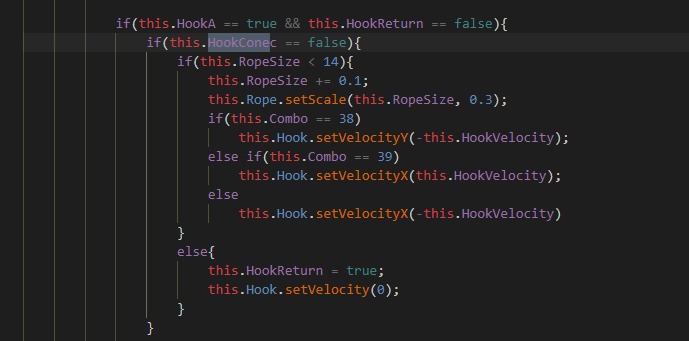 if(this.HookA == true && this.HookReturn == false){
if(this.HookConec == false){
if(this.RopeSize < 14){
this.RopeSize += 0.1;
this.Rope.setScale(this.RopeSize, 0.3);
if(this.Combo == 38)
this.Hook.setVelocityY(-this.HookVelocity);
else if(this.Combo == 39)
this.Hook.setVelocityX(this.HookVelocity);
else
this.Hook.setVelocityX(-this.HookVelocity)
}
else{
this.HookReturn = true;
this.Hook.setVelocity(0);
}
}